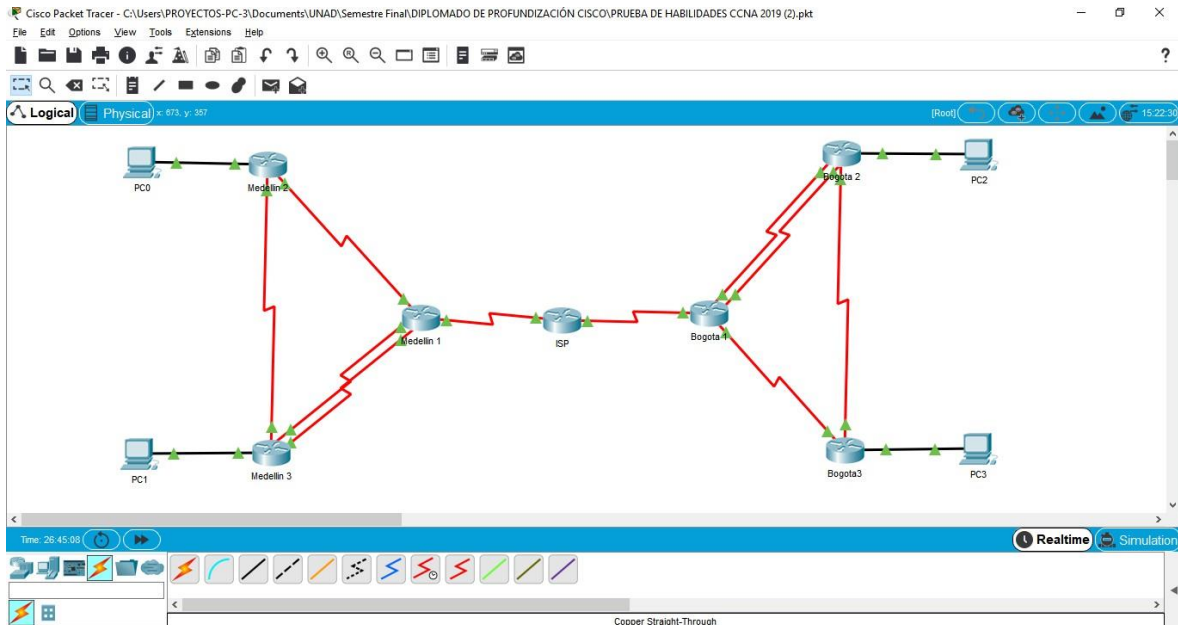 Cisco Packet Tracer - C:\Users\PROYECTOS-PC-3\Documents\UNAD\Semestre Final\DIPLOMADO DE PROFUNDIZACIÓN CISCO\PRUEBA DE HABILIDADES CCNA 2019 (2).pkt
File Edit Options View Tools Extensions Help
Logical Physical x: 673, y: 357 [Root] 15:22:30
PC0
Medellin 2
Bogota 2
PC2
Medellin 1
ISP
Bogota 1
PC1
Medellin 3
Bogota3
PC3
Time: 26:45:08 Realtime Simulation
Copper Straight-Through